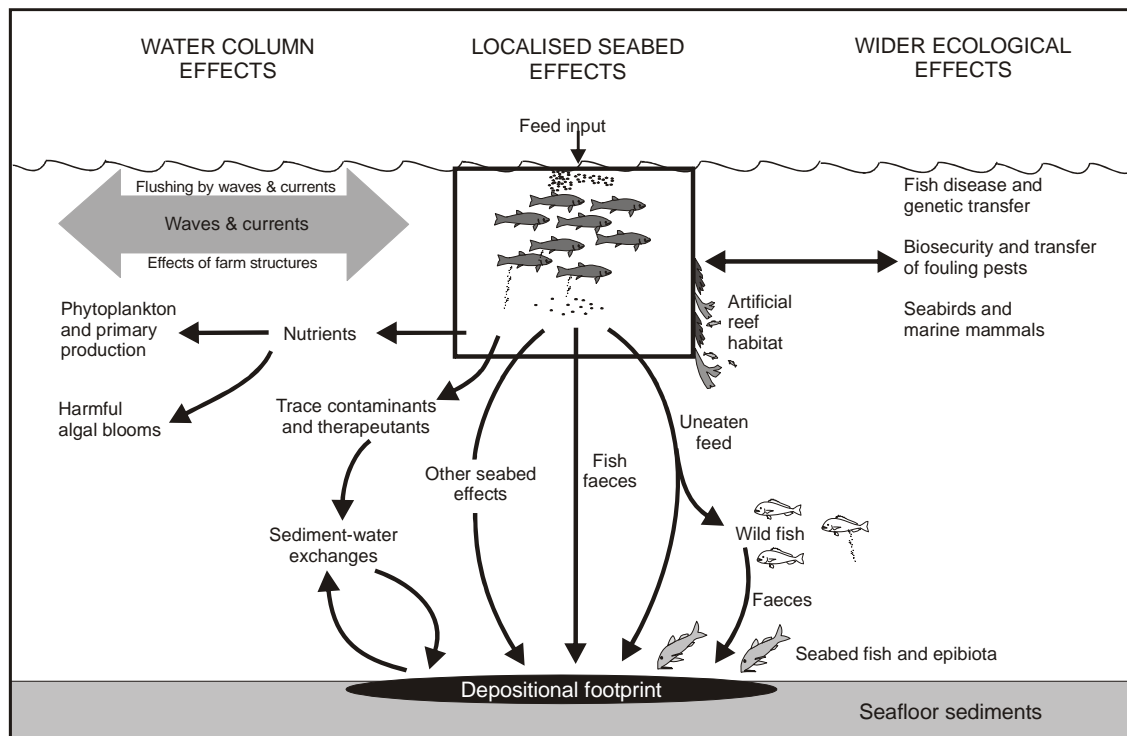 WATER COLUMN
EFFECTS
LOCALISED SEABED
EFFECTS
WIDER ECOLOGICAL
EFFECTS
Feed input
Flushing by waves & currents
Waves & currents
Effects of farm structures
Fish disease and
genetic transfer
Biosecurity and transfer
of fouling pests
Seabirds and
marine mammals
Artificial
reef
habitat
Phytoplankton
and primary
production
Nutrients
Harmful
algal blooms
Trace contaminants
and therapeutants
Uneaten
feed
Other seabed
effects
Fish
faeces
Sediment-water
exchanges
Wild fish
Faeces
Seabed fish and epibiota
Depositional footprint
Seafloor sediments